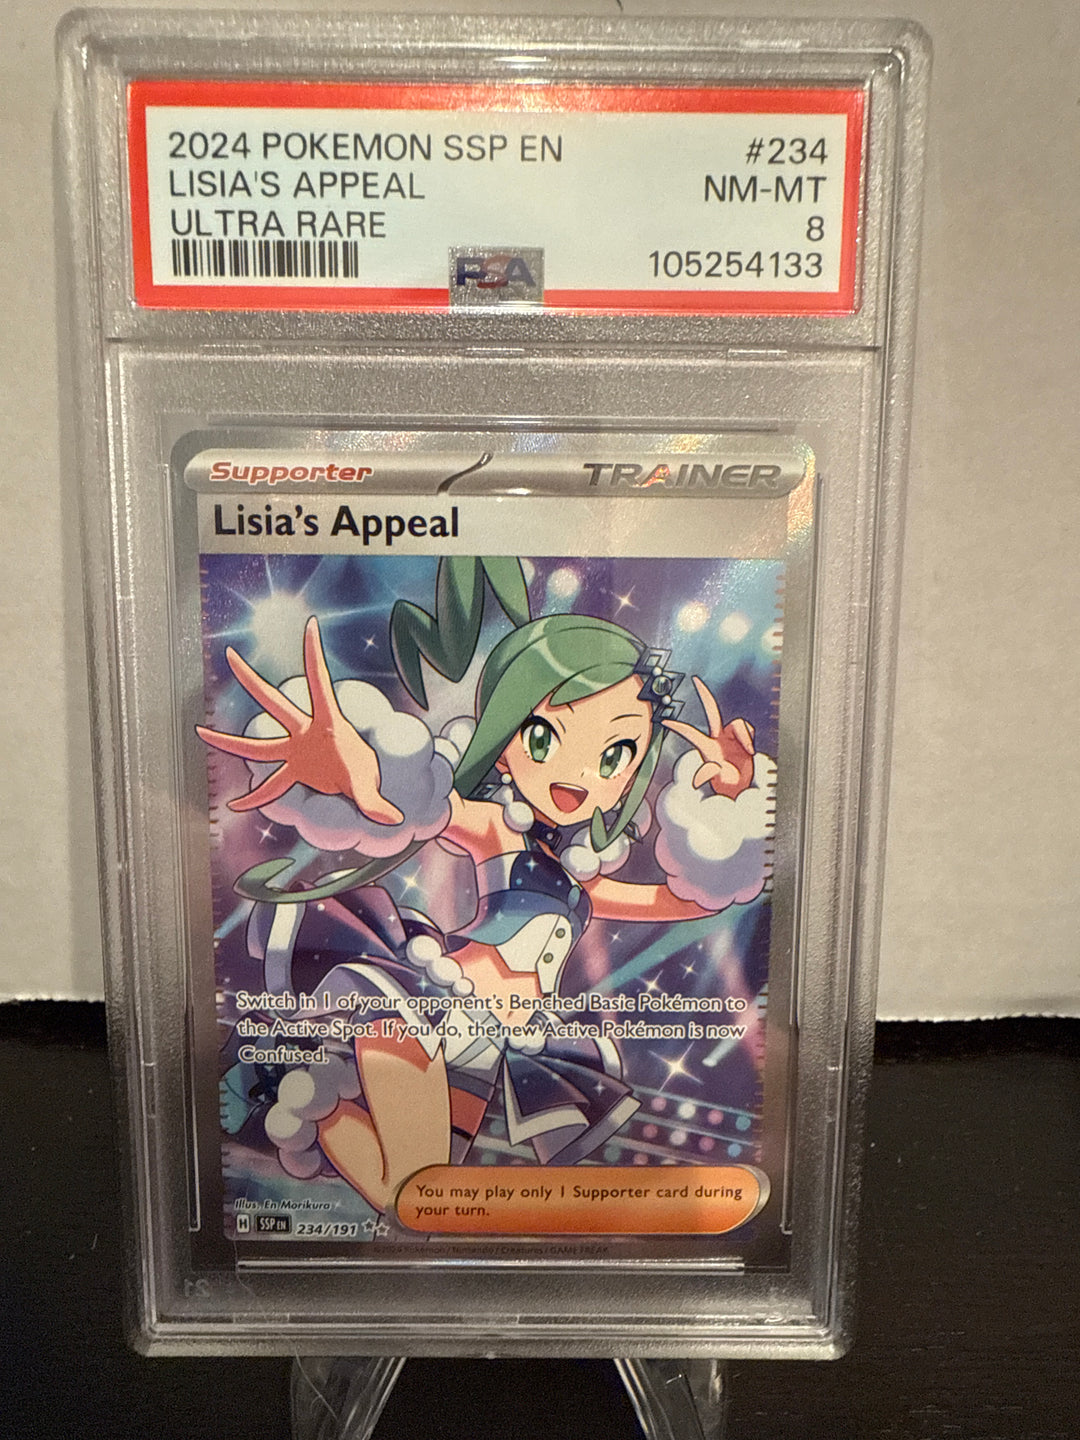 2024 POKEMON SSP EN
#234
LISIA'S APPEAL
NM-MT
ULTRA RARE
8
PSA
105254133
Supporter
TRAINER
Lisia's Appeal
Switch in 1 of your opponent's Benched Basic Pokémon to
the Active Spot. If you do, the new Active Pokémon is now
Confused.
You may play only 1 Supporter card during
your turn.
Illus. En Morikura
H SSP EN 234/191
©2024 Pokémon / Nintendo / Creatures / GAME FREAK